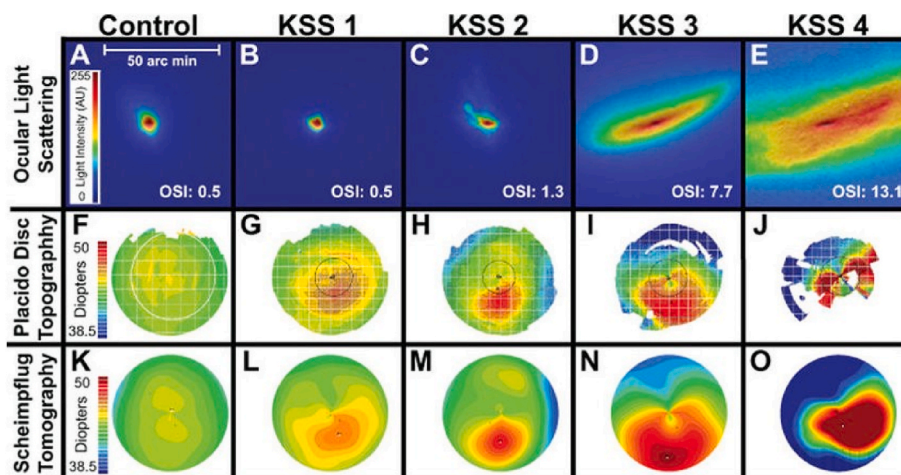 Control KSS 1 KSS 2 KSS 3 KSS 4
Ocular Light
Scattering
A B C D E
50 arc min
255
0 Light Intensity (AU)
OSI: 0.5 OSI: 0.5 OSI: 1.3 OSI: 7.7 OSI: 13.1
Placido Disc
Topography
F G H I J
50
Diopters
38.5
Scheimpflug
Tomography
K L M N O
50
Diopters
38.5